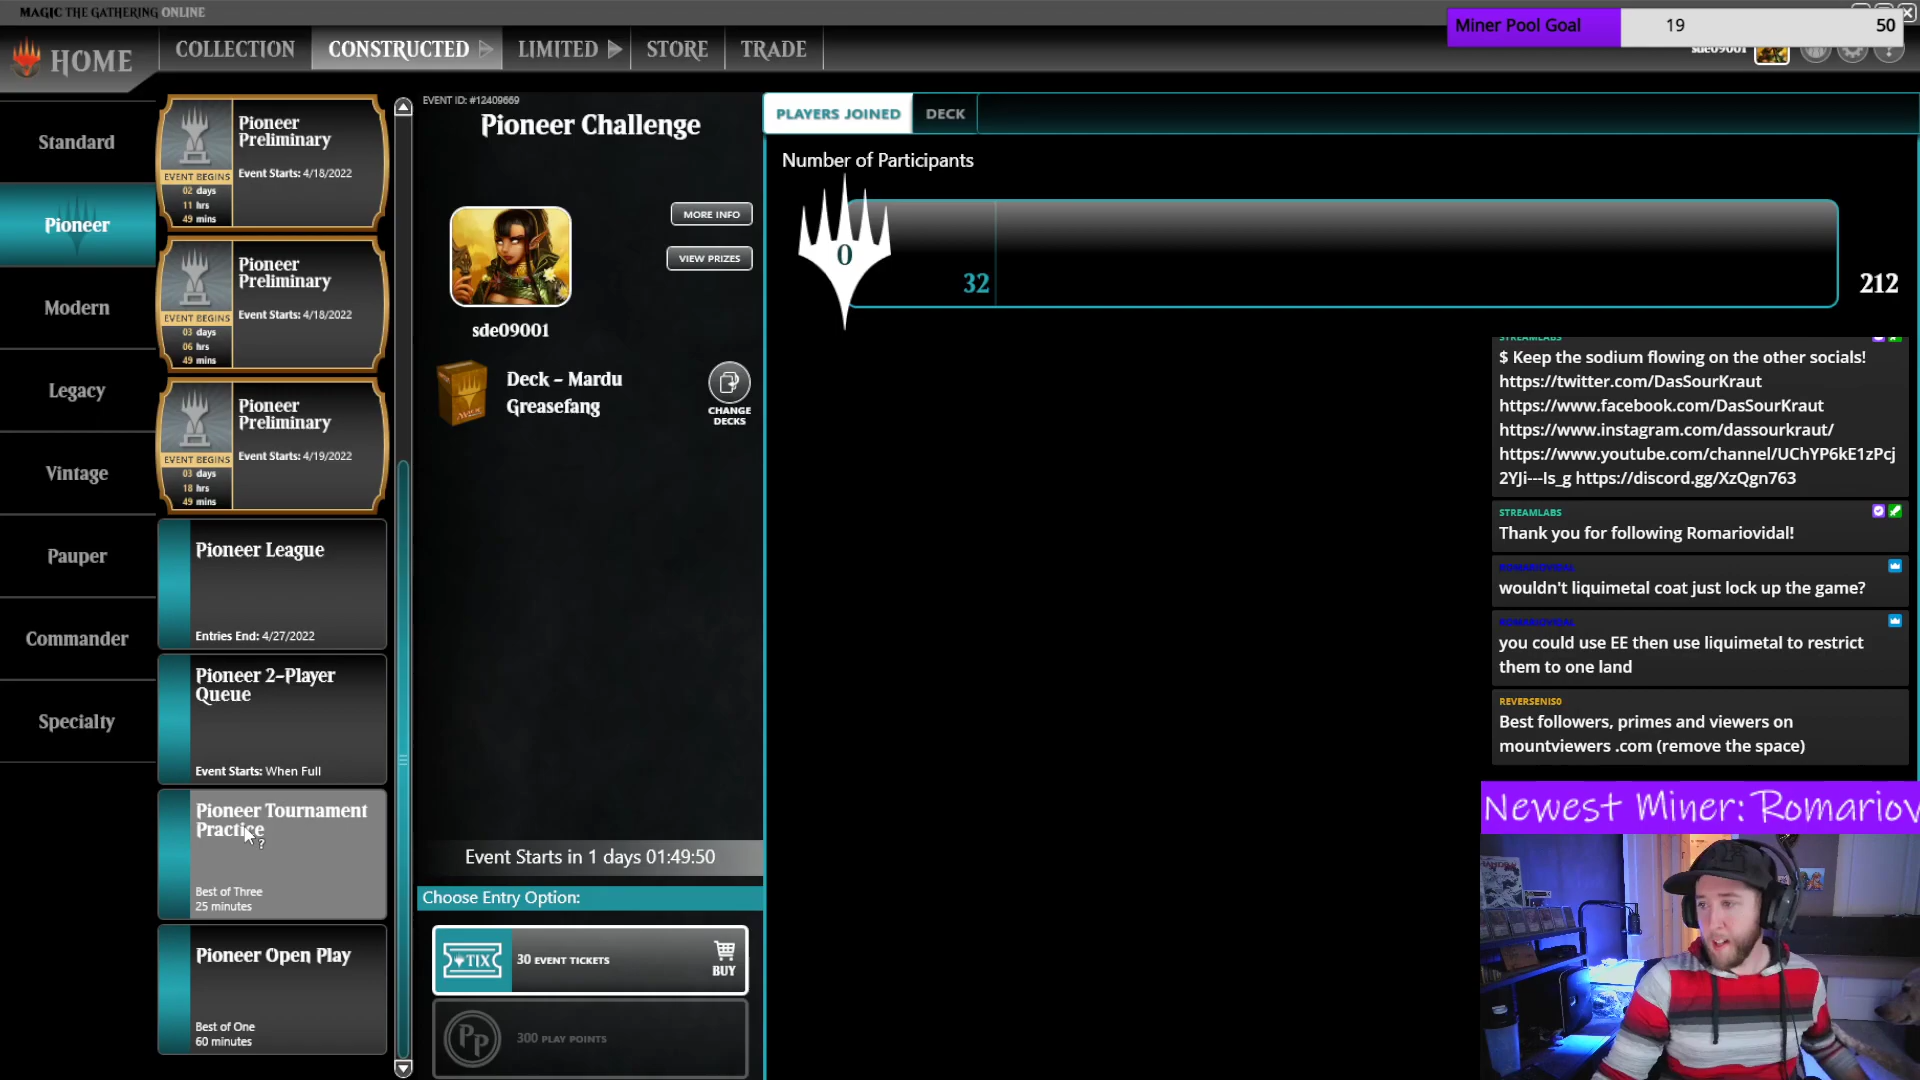 MAGIC THE GATHERING ONLINE
Miner Pool Goal 19 50
HOME
COLLECTION
CONSTRUCTED
LIMITED
STORE
TRADE
sde09001
Standard
Pioneer
Modern
Legacy
Vintage
Pauper
Commander
Specialty
Pioneer
Preliminary
Event Starts: 4/18/2022
EVENT BEGINS
02 days
11 hrs
49 mins
Pioneer
Preliminary
Event Starts: 4/18/2022
EVENT BEGINS
03 days
06 hrs
49 mins
Pioneer
Preliminary
Event Starts: 4/19/2022
EVENT BEGINS
03 days
18 hrs
49 mins
Pioneer League
Entries End: 4/27/2022
Pioneer 2-Player
Queue
Event Starts: When Full
Pioneer Tournament
Practice
Best of Three
25 minutes
Pioneer Open Play
Best of One
60 minutes
EVENT ID: #12409669
Pioneer Challenge
MORE INFO
VIEW PRIZES
sde09001
Deck - Mardu
Greasefang
CHANGE
DECKS
Event Starts in 1 days 01:49:50
Choose Entry Option:
TIX
30 EVENT TICKETS
BUY
PP
300 PLAY POINTS
PLAYERS JOINED
DECK
Number of Participants
0
32
212
STREAMLABS
$ Keep the sodium flowing on the other socials!
https://twitter.com/DasSourKraut
https://www.facebook.com/DasSourKraut
https://www.instagram.com/dassourkraut/
https://www.youtube.com/channel/UChYP6kE1zPcj
2YJi---Is_g https://discord.gg/XzQgn763
STREAMLABS
Thank you for following Romariovidal!
ROMARIOVIDAL
wouldn't liquimetal coat just lock up the game?
ROMARIOVIDAL
you could use EE then use liquimetal to restrict
them to one land
REVERSENIS0
Best followers, primes and viewers on
mountviewers .com (remove the space)
Newest Miner: Romariov